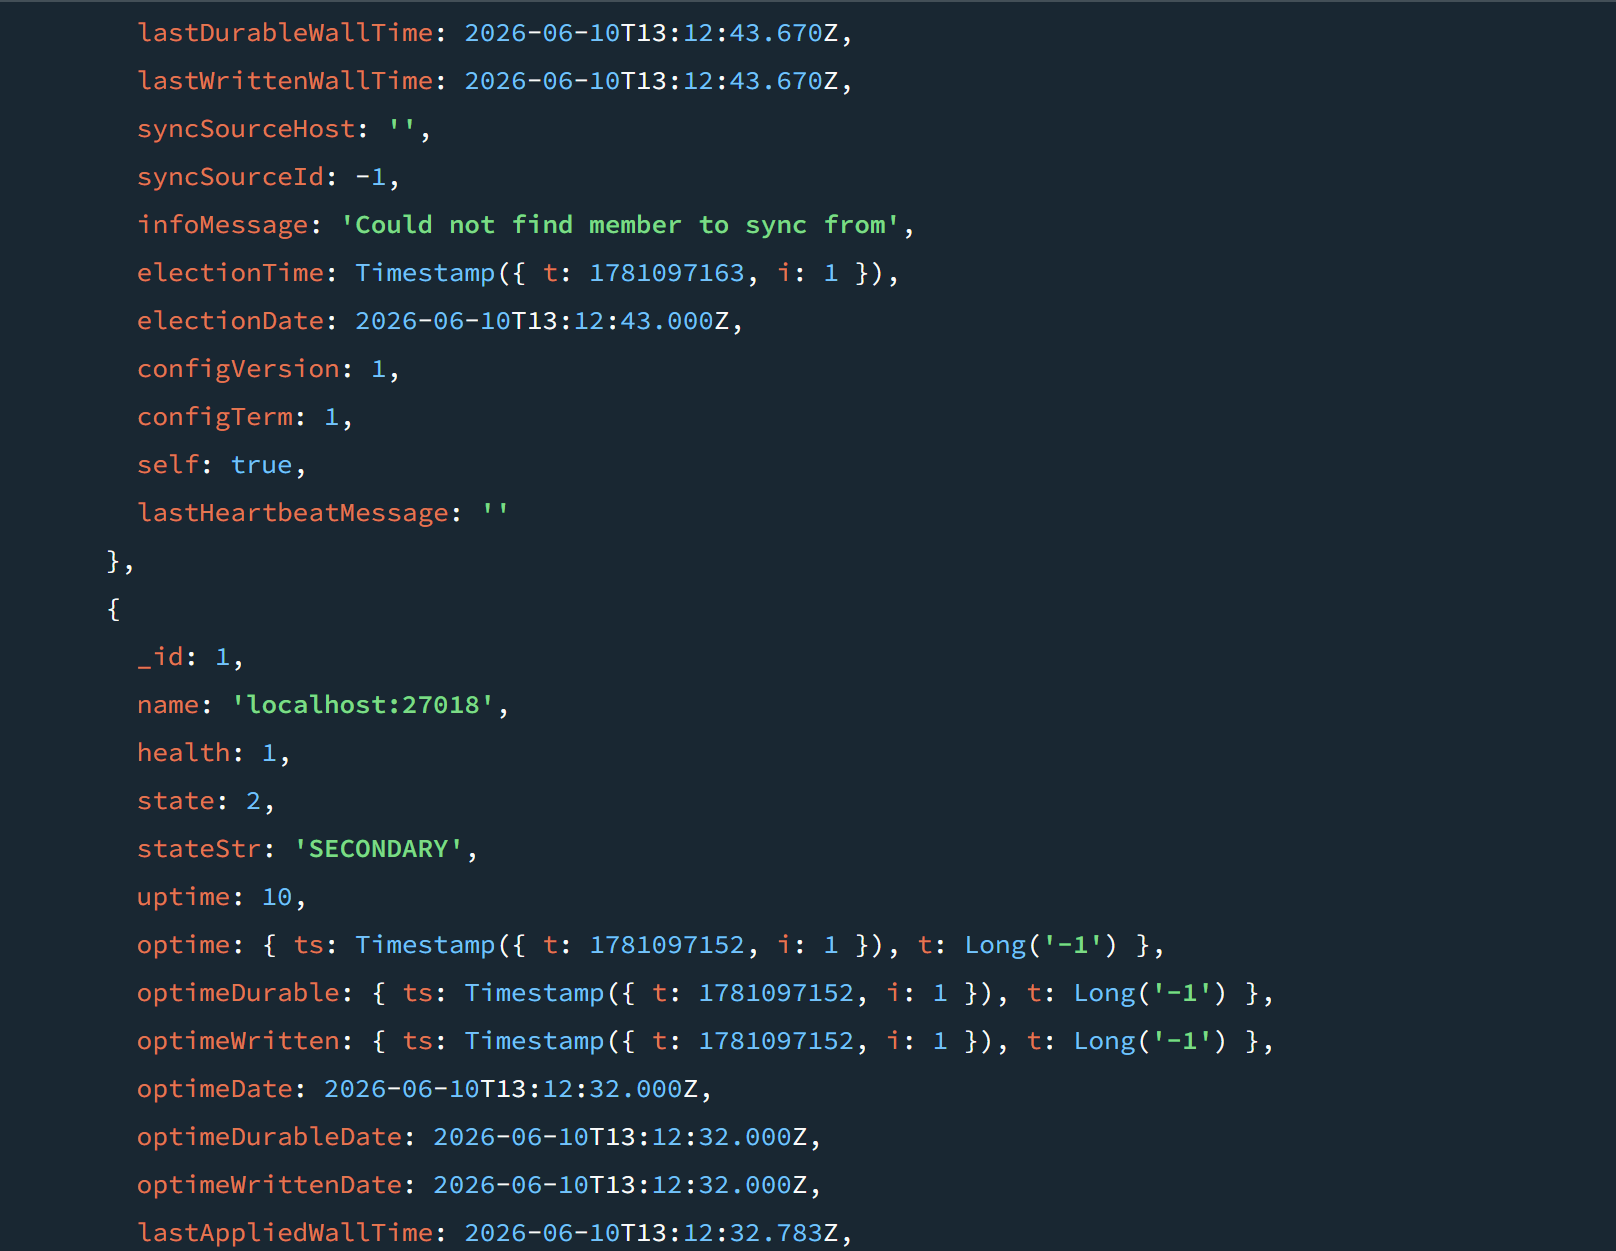 lastDurableWallTime: 2026-06-10T13:12:43.670Z,
lastWrittenWallTime: 2026-06-10T13:12:43.670Z,
syncSourceHost: '',
syncSourceId: -1,
infoMessage: 'Could not find member to sync from',
electionTime: Timestamp({ t: 1781097163, i: 1 }),
electionDate: 2026-06-10T13:12:43.000Z,
configVersion: 1,
configTerm: 1,
self: true,
lastHeartbeatMessage: ''
},
{
_id: 1,
name: 'localhost:27018',
health: 1,
state: 2,
stateStr: 'SECONDARY',
uptime: 10,
optime: { ts: Timestamp({ t: 1781097152, i: 1 }), t: Long('-1') },
optimeDurable: { ts: Timestamp({ t: 1781097152, i: 1 }), t: Long('-1') },
optimeWritten: { ts: Timestamp({ t: 1781097152, i: 1 }), t: Long('-1') },
optimeDate: 2026-06-10T13:12:32.000Z,
optimeDurableDate: 2026-06-10T13:12:32.000Z,
optimeWrittenDate: 2026-06-10T13:12:32.000Z,
lastAppliedWallTime: 2026-06-10T13:12:32.783Z,